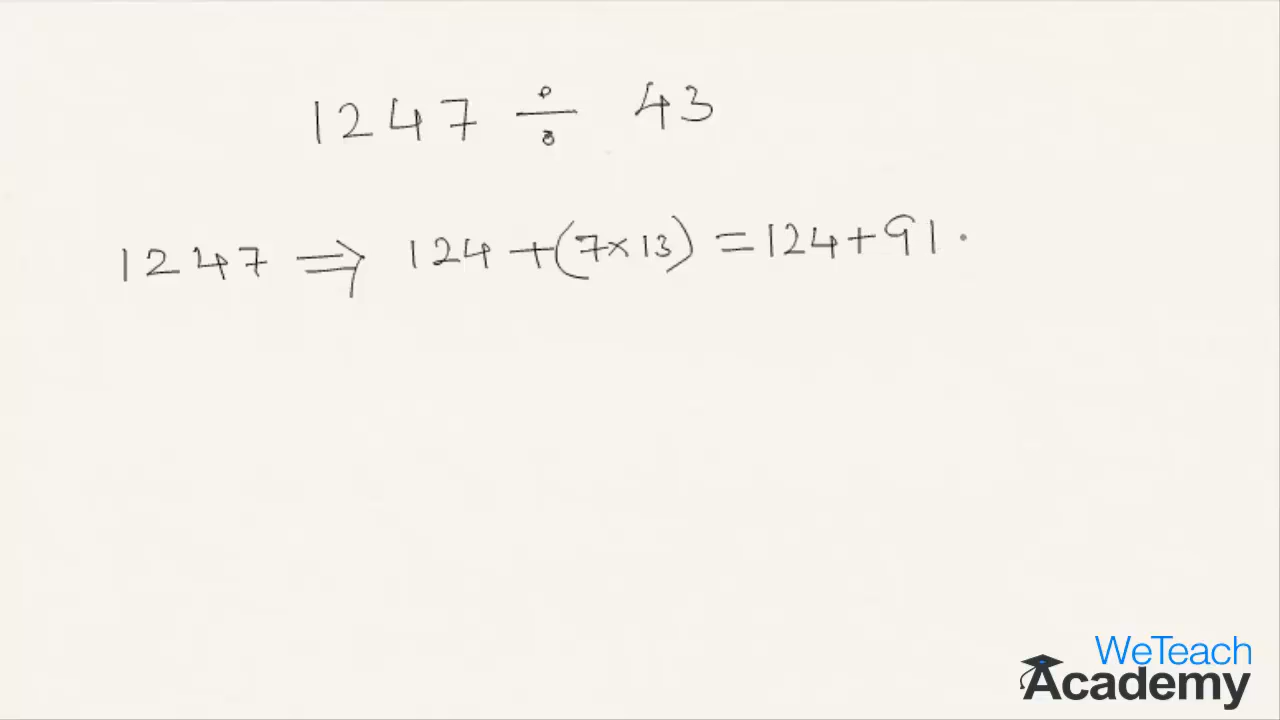 1247 ÷ 43
1247 ⇒ 124 + (7×13) = 124 + 91.
WeTeach
Academy